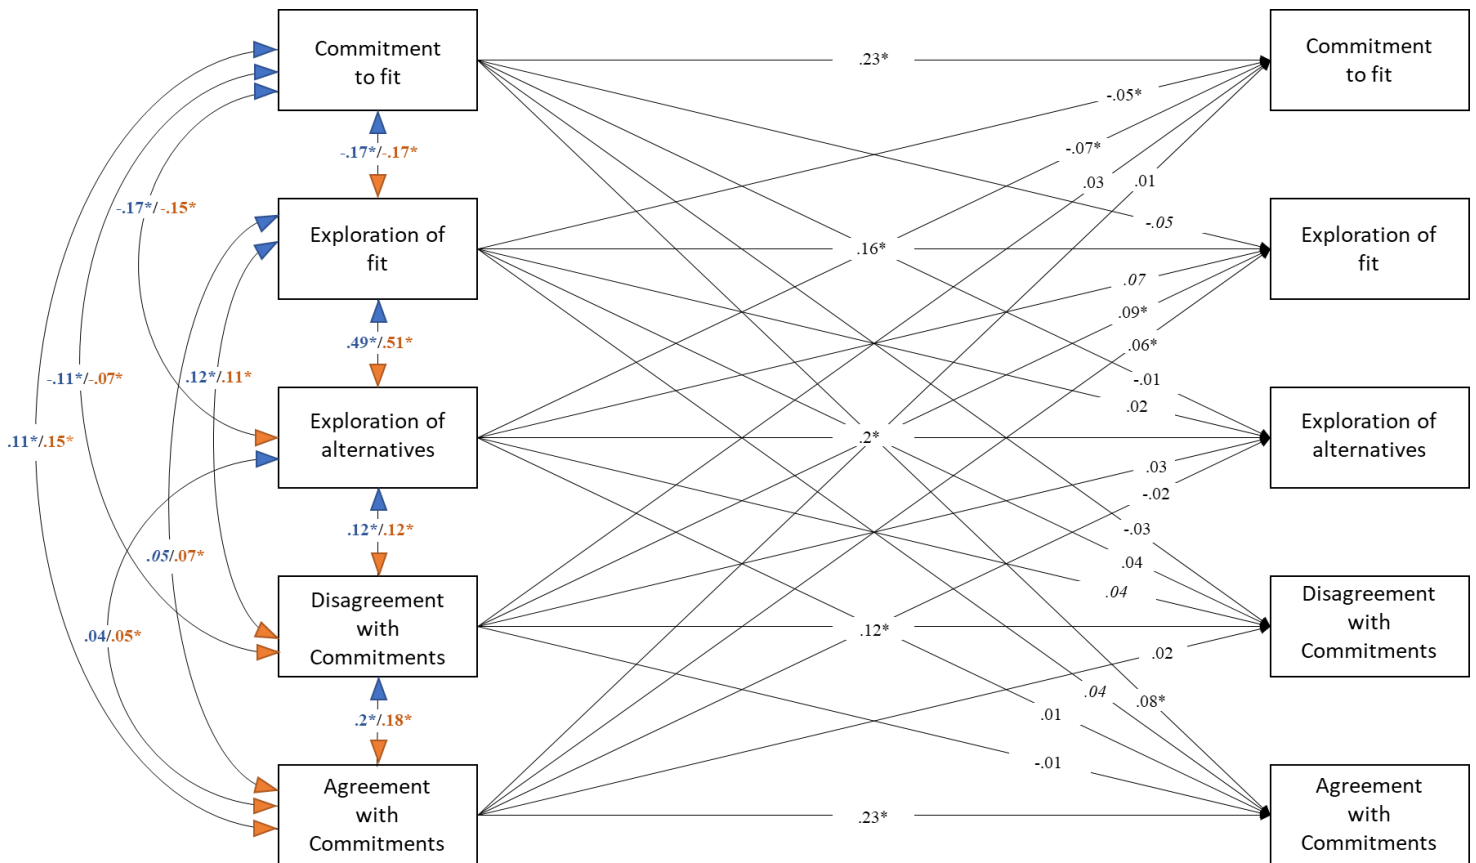 Commitment
to fit
.23*
Commitment
to fit
-.05*
-.17*/-.17*
-.07*
.03
.01
-.17*/-.15*
-.05
Exploration of
fit
.16*
Exploration of
fit
.07
.09*
.49*/.51*
.06*
-.11*/-.07*
.12*/.11*
-.01
.02
.11*/.15*
Exploration of
alternatives
.2*
Exploration of
alternatives
.03
-.02
.12*/.12*
-.03
.05/.07*
.04
.04
Disagreement
with
Commitments
.04/.05*
.12*
Disagreement
with
Commitments
.02
.2*/.18*
.04
.08*
.01
-.01
Agreement
with
Commitments
.23*
Agreement
with
Commitments